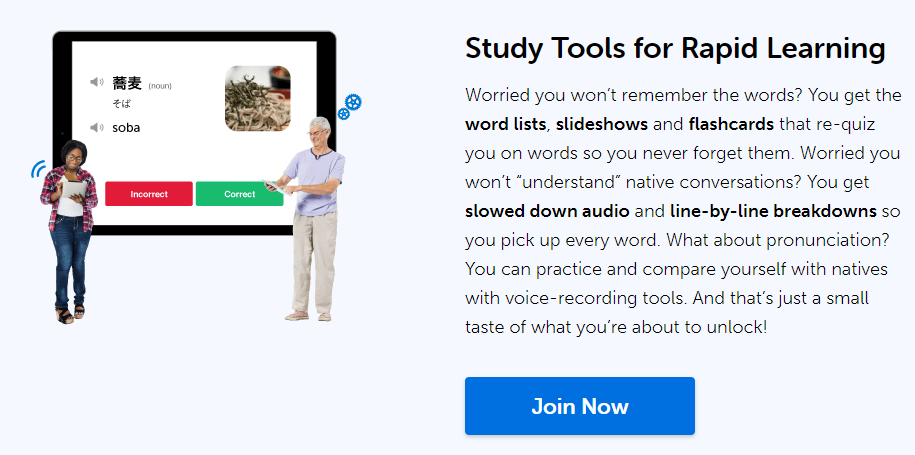 蕎麦 (noun)
そば
soba
Incorrect Correct
Study Tools for Rapid Learning
Worried you won’t remember the words? You get the
word lists, slideshows and flashcards that re-quiz
you on words so you never forget them. Worried you
won’t “understand” native conversations? You get
slowed down audio and line-by-line breakdowns so
you pick up every word. What about pronunciation?
You can practice and compare yourself with natives
with voice-recording tools. And that’s just a small
taste of what you’re about to unlock!
Join Now